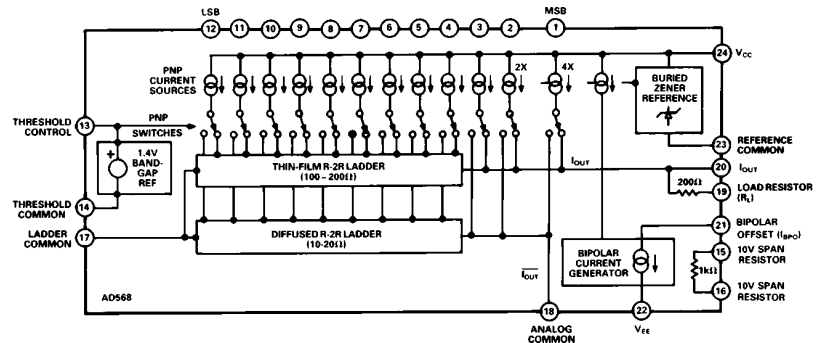 LSB
MSB
12
11
10
9
8
7
6
5
4
3
2
1
24
VCC
PNP
CURRENT
SOURCES
2X
4X
BURIED
ZENER
REFERENCE
THRESHOLD
CONTROL
13
PNP
SWITCHES
23
REFERENCE
COMMON
+
1.4V
BAND-
GAP
REF
THIN-FILM R-2R LADDER
(100 – 200Ω)
IOUT
20
IOUT
200Ω
19
LOAD RESISTOR
(RL)
THRESHOLD
COMMON
14
LADDER
COMMON
17
DIFFUSED R-2R LADDER
(10-20Ω)
21
BIPOLAR
OFFSET (IBPO)
IOUT
BIPOLAR
CURRENT
GENERATOR
15
10V SPAN
RESISTOR
1kΩ
16
10V SPAN
RESISTOR
AD568
18
ANALOG
COMMON
22
VEE